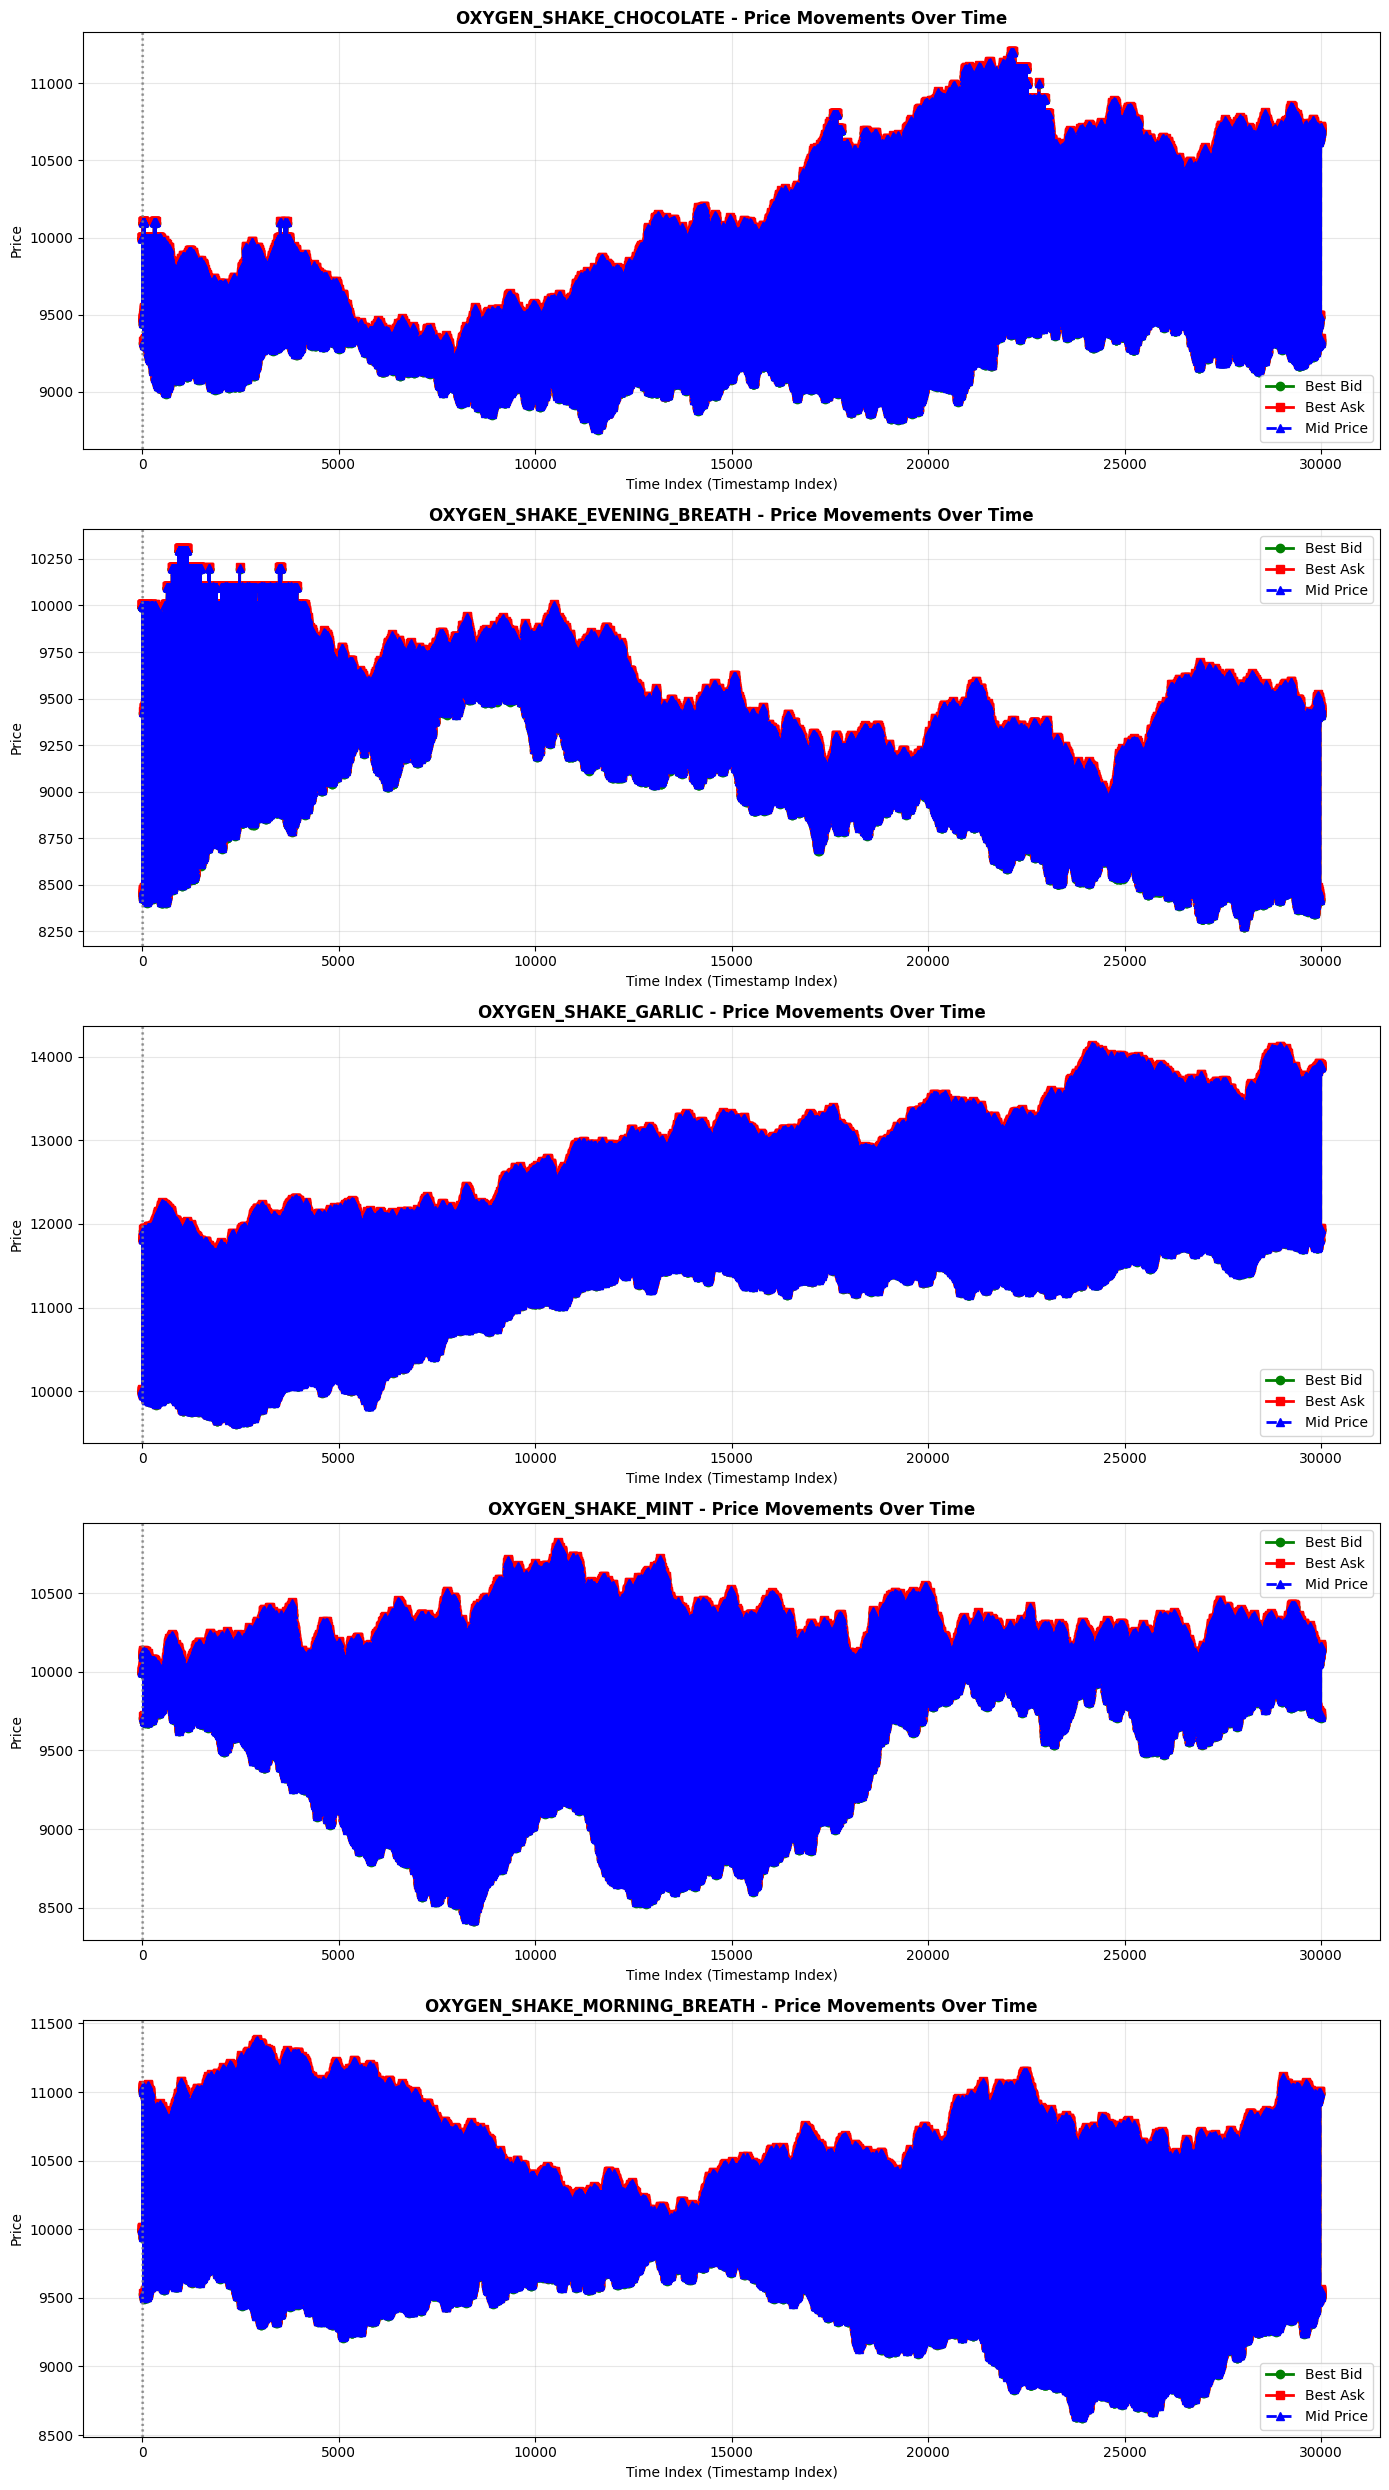 OXYGEN_SHAKE_CHOCOLATE - Price Movements Over Time
11000
10500
10000
9500
9000
Price
Best Bid
Best Ask
Mid Price
0 5000 10000 15000 20000 25000 30000
Time Index (Timestamp Index)
OXYGEN_SHAKE_EVENING_BREATH - Price Movements Over Time
10250
10000
9750
9500
9250
9000
8750
8500
8250
Price
Best Bid
Best Ask
Mid Price
0 5000 10000 15000 20000 25000 30000
Time Index (Timestamp Index)
OXYGEN_SHAKE_GARLIC - Price Movements Over Time
14000
13000
12000
11000
10000
Price
Best Bid
Best Ask
Mid Price
0 5000 10000 15000 20000 25000 30000
Time Index (Timestamp Index)
OXYGEN_SHAKE_MINT - Price Movements Over Time
10500
10000
9500
9000
8500
Price
Best Bid
Best Ask
Mid Price
0 5000 10000 15000 20000 25000 30000
Time Index (Timestamp Index)
OXYGEN_SHAKE_MORNING_BREATH - Price Movements Over Time
11500
11000
10500
10000
9500
9000
8500
Price
Best Bid
Best Ask
Mid Price
0 5000 10000 15000 20000 25000 30000
Time Index (Timestamp Index)